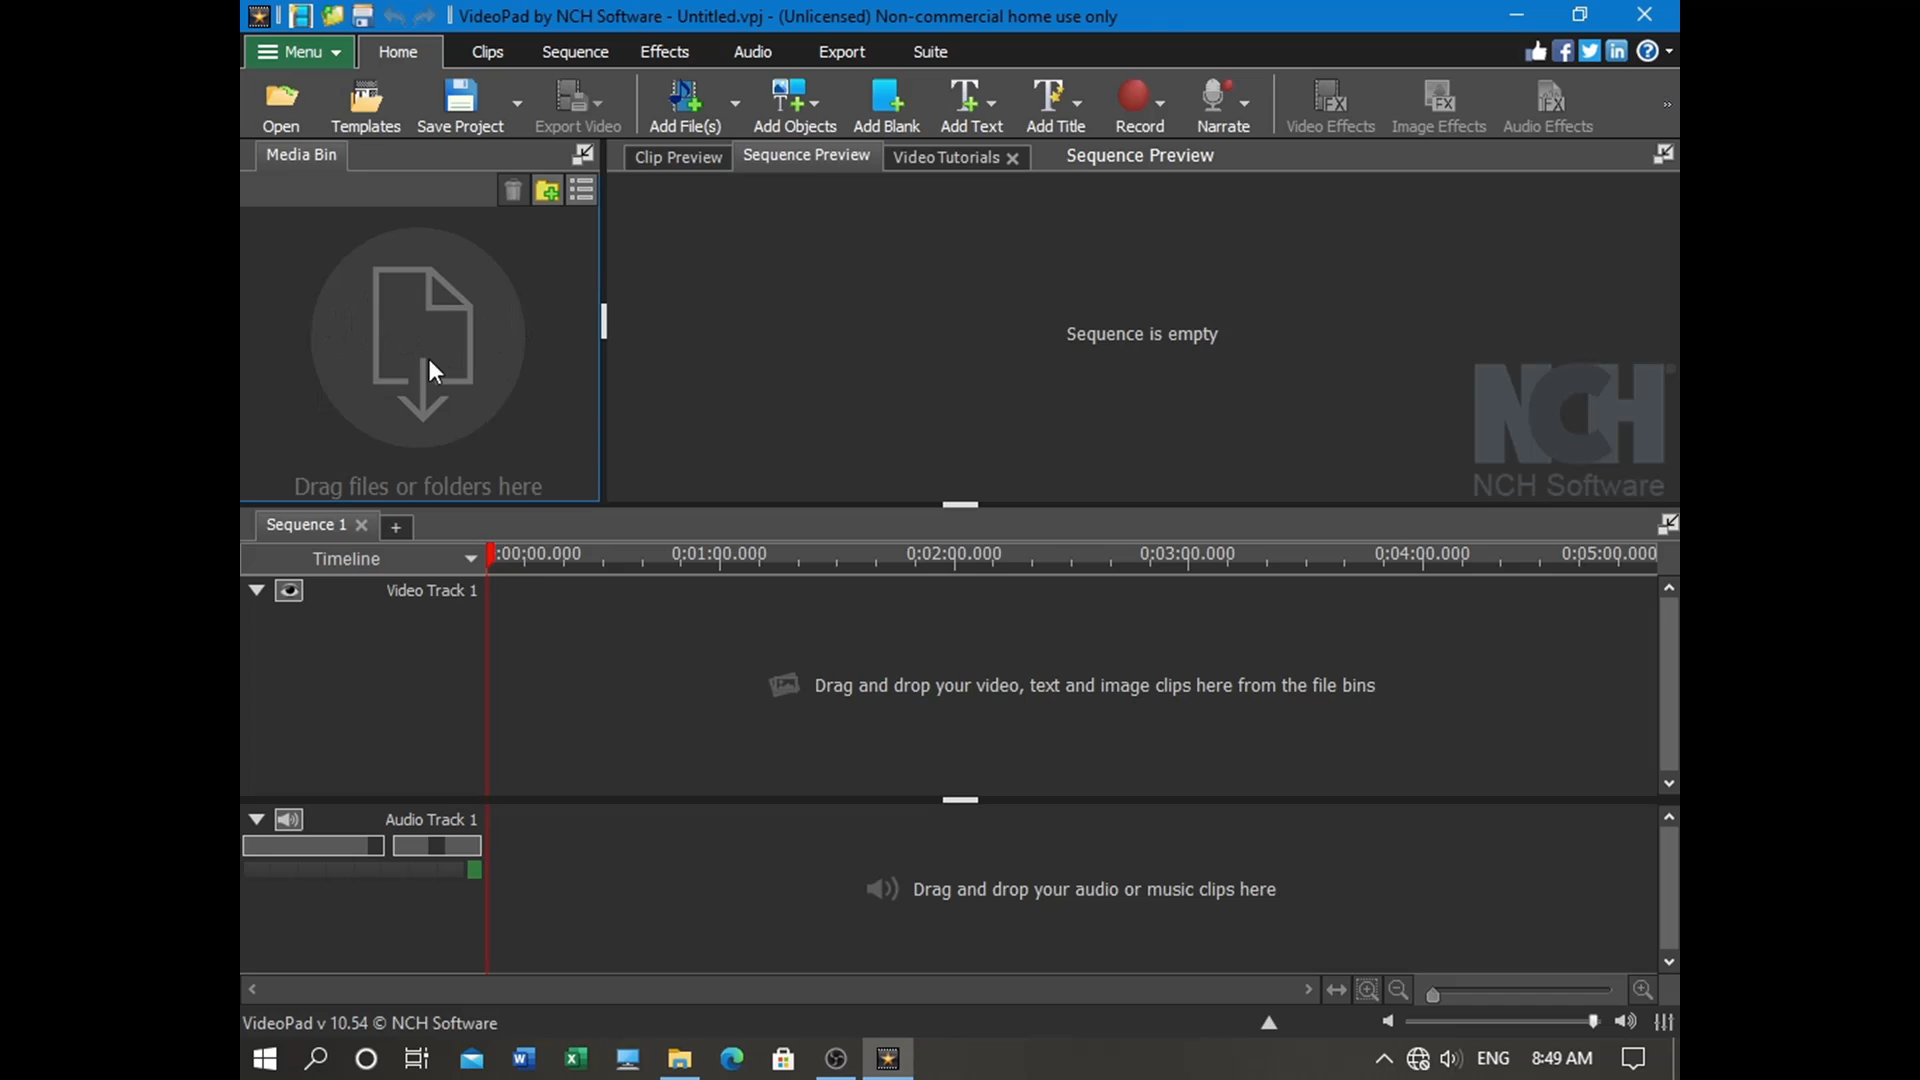 VideoPad by NCH Software - Untitled.vpj - (Unlicensed) Non-commercial home use only
Menu Home Clips Sequence Effects Audio Export Suite
Open Templates Save Project Export Video Add File(s) Add Objects Add Blank Add Text Add Title Record Narrate Video Effects Image Effects Audio Effects
Media Bin Clip Preview Sequence Preview Video Tutorials Sequence Preview
Sequence is empty
NCH
NCH Software
Drag files or folders here
Sequence 1
Timeline :00;00.000 0;01;00.000 0;02;00.000 0;03;00.000 0;04;00.000 0;05;00.000
Video Track 1
Drag and drop your video, text and image clips here from the file bins
Audio Track 1
Drag and drop your audio or music clips here
VideoPad v 10.54 © NCH Software
ENG 8:49 AM